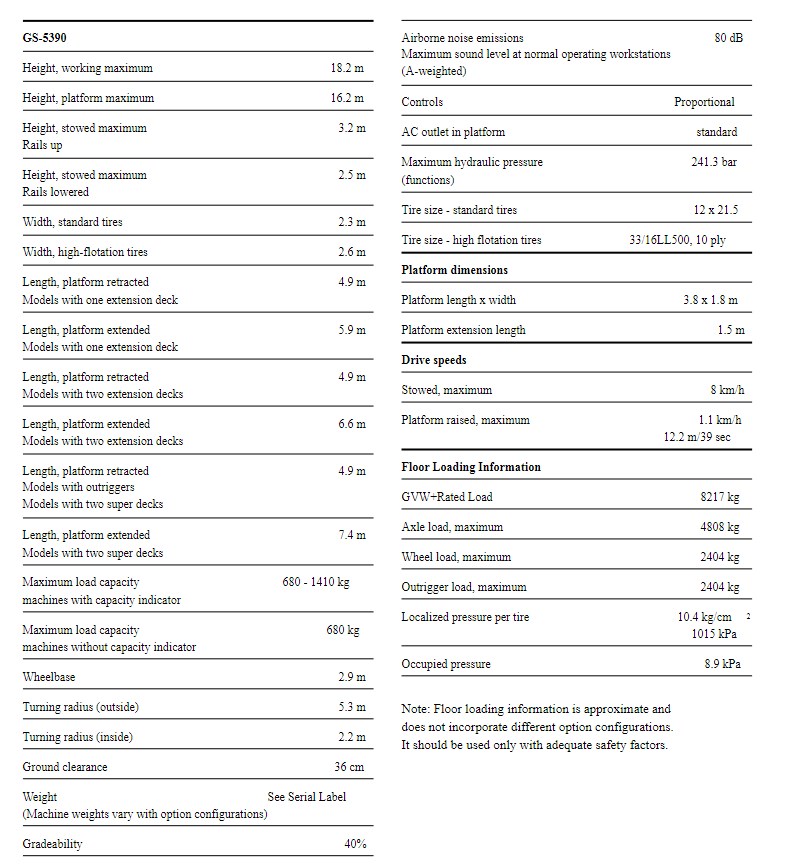 GS-5390
Height, working maximum 18.2 m
Height, platform maximum 16.2 m
Height, stowed maximum 3.2 m
Rails up
Height, stowed maximum 2.5 m
Rails lowered
Width, standard tires 2.3 m
Width, high-flotation tires 2.6 m
Length, platform retracted 4.9 m
Models with one extension deck
Length, platform extended 5.9 m
Models with one extension deck
Length, platform retracted 4.9 m
Models with two extension decks
Length, platform extended 6.6 m
Models with two extension decks
Length, platform retracted 4.9 m
Models with outriggers
Models with two super decks
Length, platform extended 7.4 m
Models with two super decks
Maximum load capacity 680 - 1410 kg
machines with capacity indicator
Maximum load capacity 680 kg
machines without capacity indicator
Wheelbase 2.9 m
Turning radius (outside) 5.3 m
Turning radius (inside) 2.2 m
Ground clearance 36 cm
Weight See Serial Label
(Machine weights vary with option configurations)
Gradeability 40%
Airborne noise emissions 80 dB
Maximum sound level at normal operating workstations
(A-weighted)
Controls Proportional
AC outlet in platform standard
Maximum hydraulic pressure 241.3 bar
(functions)
Tire size - standard tires 12 x 21.5
Tire size - high flotation tires 33/16LL500, 10 ply
Platform dimensions
Platform length x width 3.8 x 1.8 m
Platform extension length 1.5 m
Drive speeds
Stowed, maximum 8 km/h
Platform raised, maximum 1.1 km/h
12.2 m/39 sec
Floor Loading Information
GVW+Rated Load 8217 kg
Axle load, maximum 4808 kg
Wheel load, maximum 2404 kg
Outrigger load, maximum 2404 kg
Localized pressure per tire 10.4 kg/cm 2
1015 kPa
Occupied pressure 8.9 kPa
Note: Floor loading information is approximate and
does not incorporate different option configurations.
It should be used only with adequate safety factors.